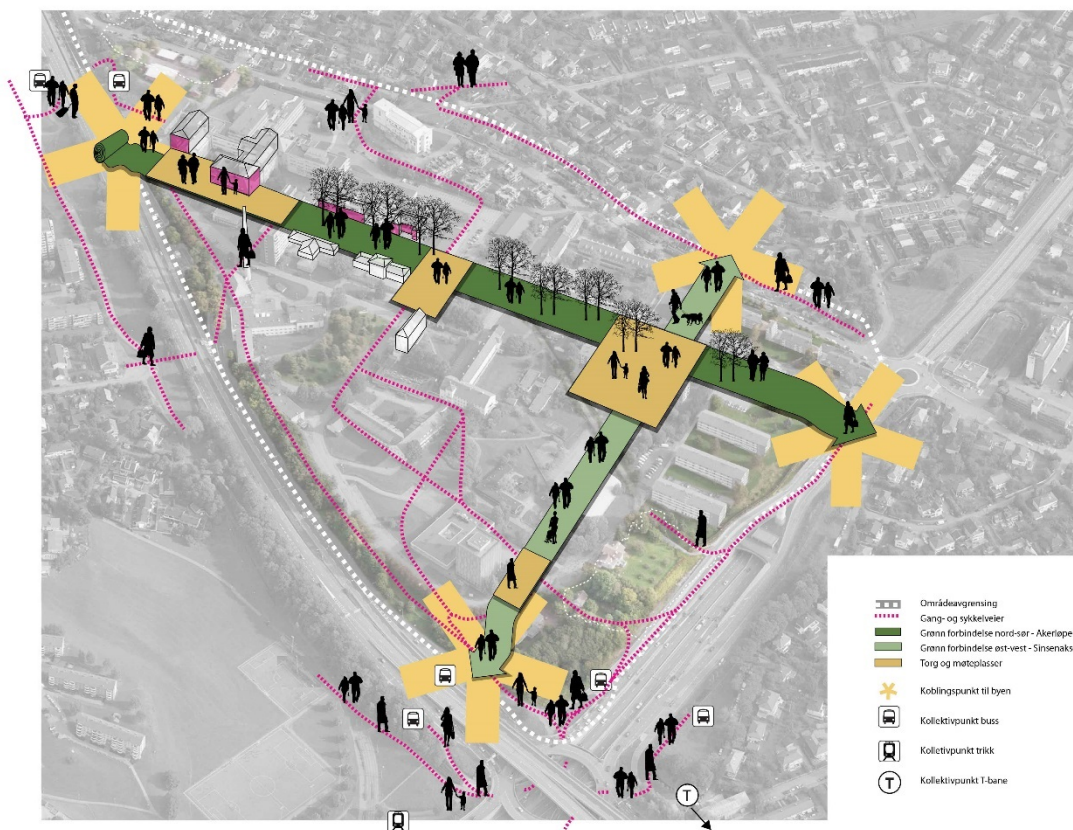 Områdeavgrensing
Gang- og sykkelveier
Grønn forbindelse nord-sør - Akerløpe
Grønn forbindelse øst-vest - Sinsenaks
Torg og møteplasser
Koblingspunkt til byen
Kollektivpunkt buss
Kolletivpunkt trikk
T Kollektivpunkt T-bane
T